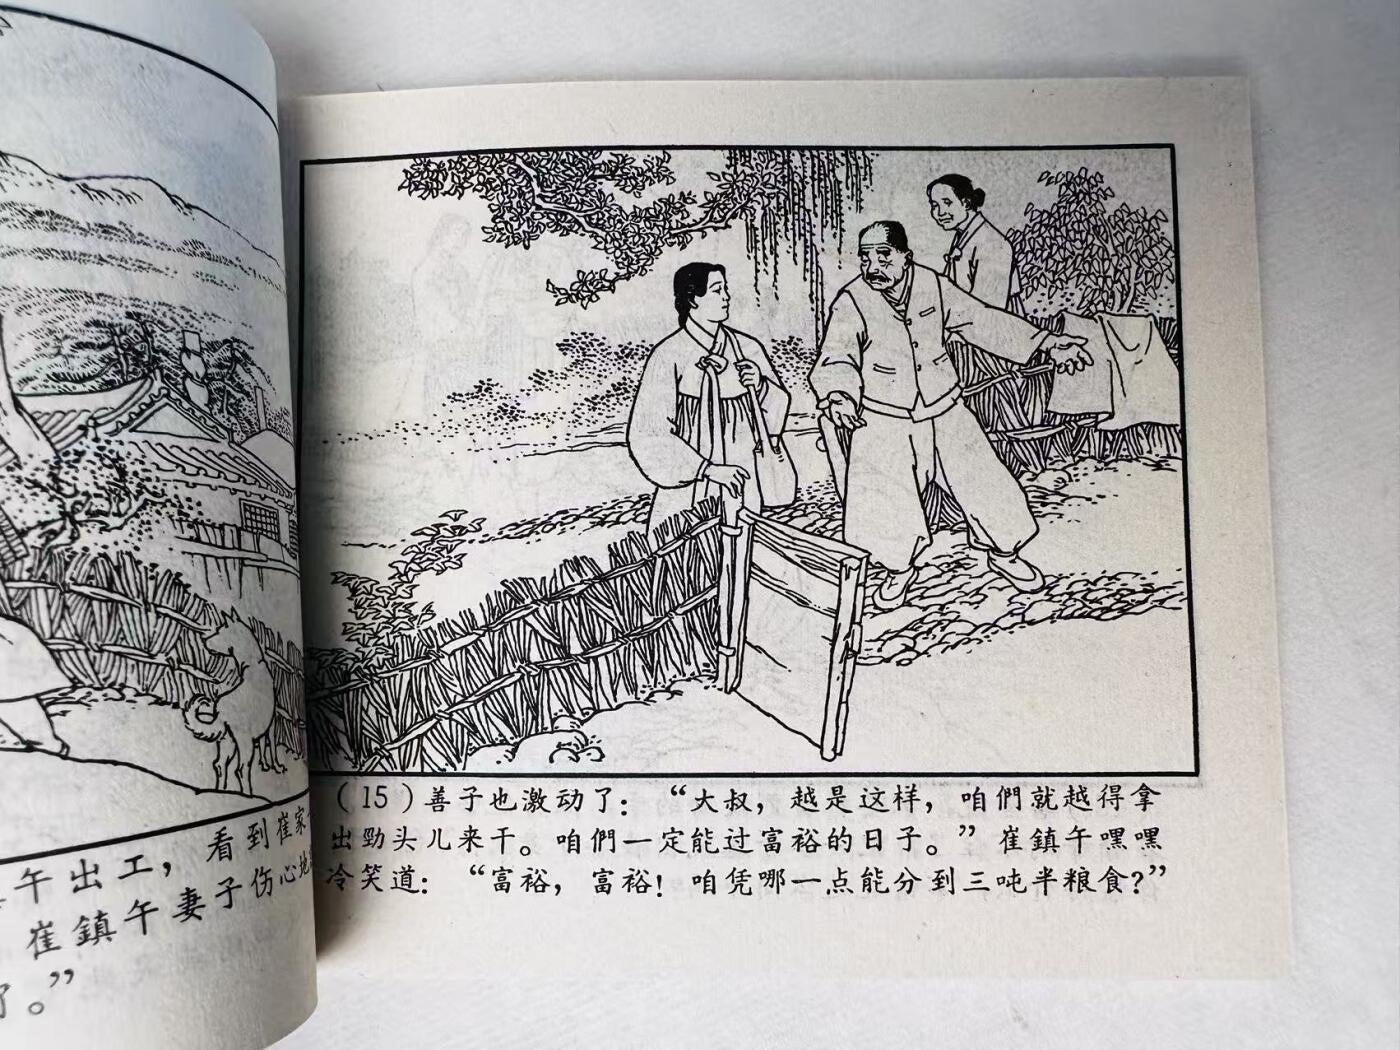 午出工，看到崔家
崔鎮午妻子伤心地
。”
（15）善子也激动了：“大叔，越是这样，咱們就越得拿
出勁头儿来干。咱們一定能过富裕的日子。”崔鎮午嘿嘿
冷笑道：“富裕，富裕！咱凭哪一点能分到三吨半粮食？”